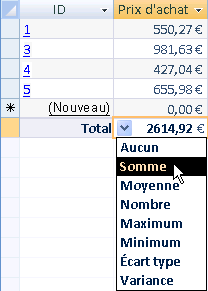 ID Prix d'achat
1 550,27 €
3 981,63 €
4 427,04 €
5 655,98 €
(Nouveau) 0,00 €
Total 2614,92 €
Aucun
Somme
Moyenne
Nombre
Maximum
Minimum
Écart type
Variance